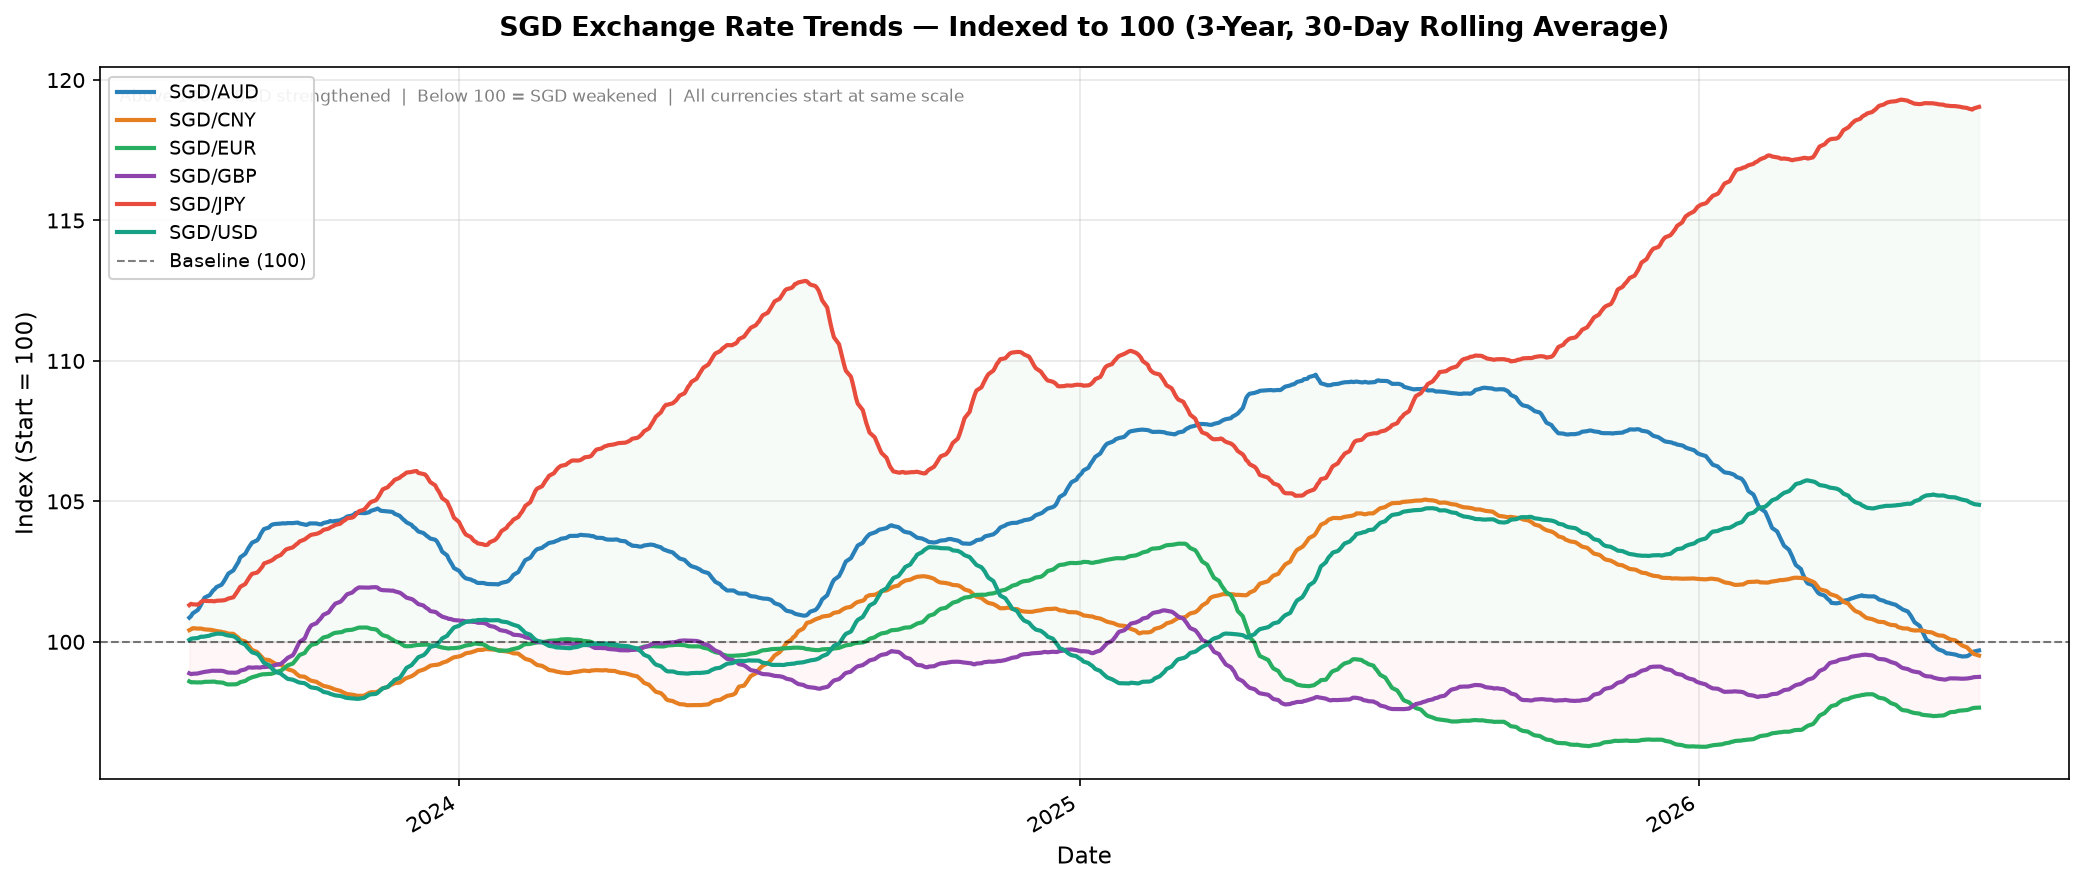 SGD Exchange Rate Trends — Indexed to 100 (3-Year, 30-Day Rolling Average)
strengthened | Below 100 = SGD weakened | All currencies start at same scale
SGD/AUD
SGD/CNY
SGD/EUR
SGD/GBP
SGD/JPY
SGD/USD
Baseline (100)
Index (Start = 100)
120
115
110
105
100
2024
2025
2026
Date